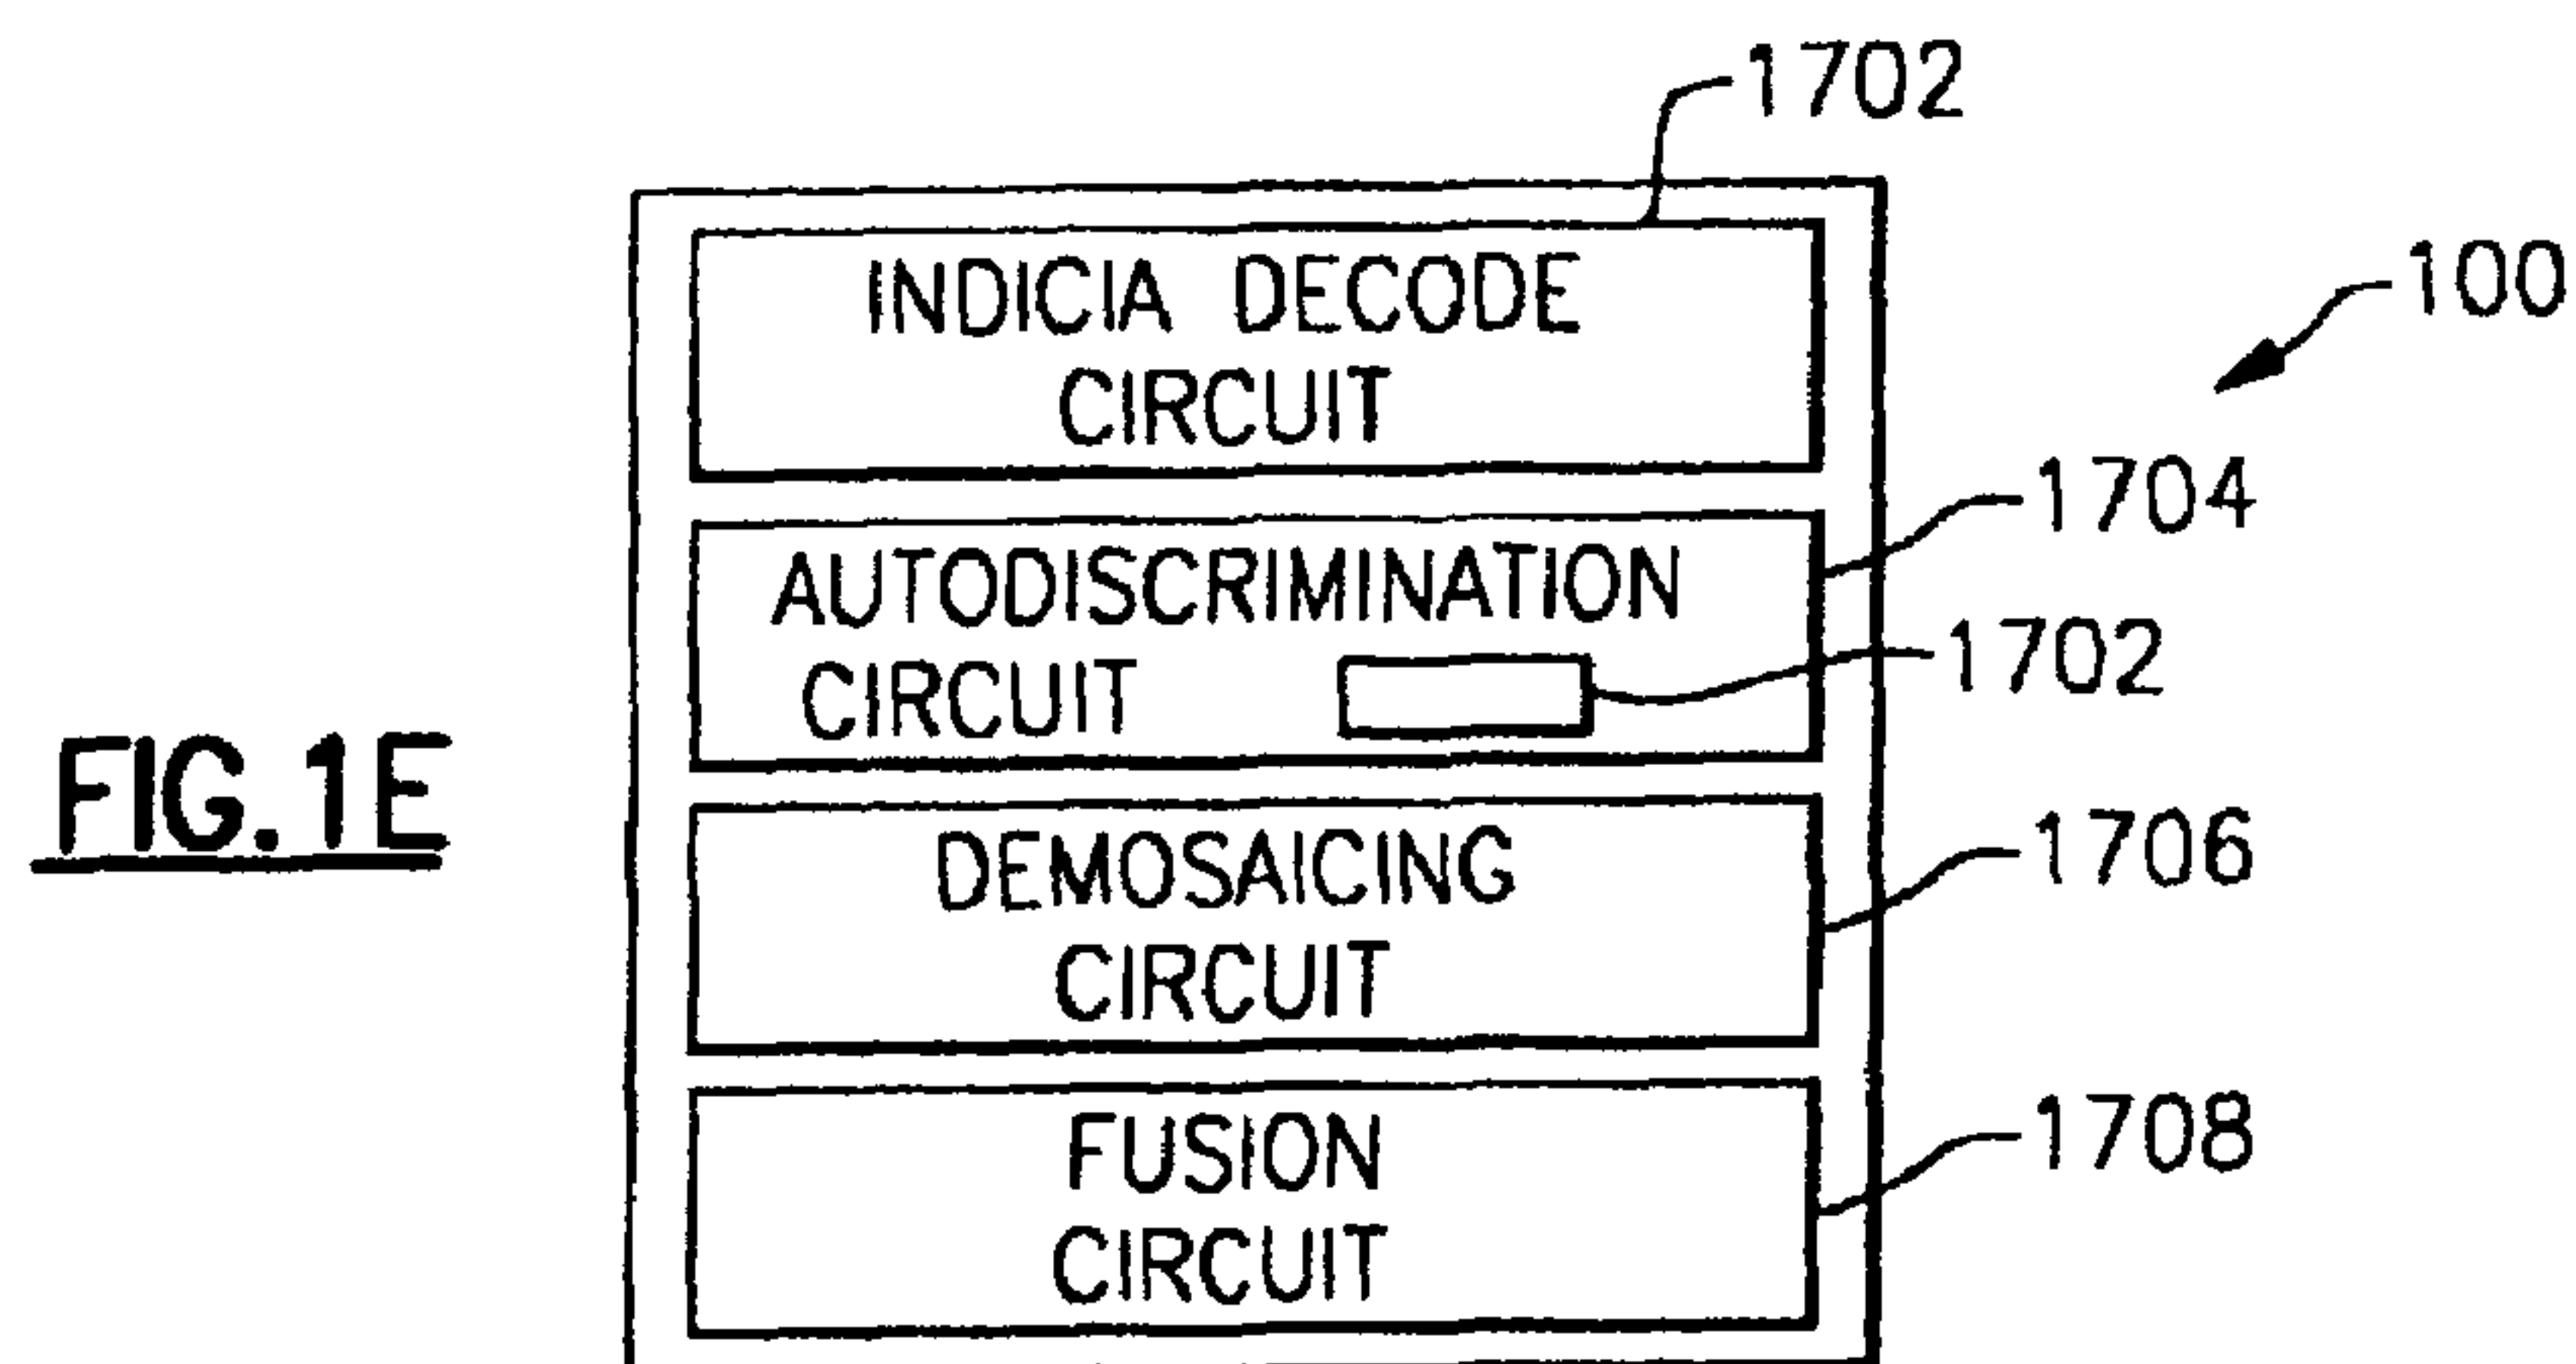 1702
INDICIA DECODE
CIRCUIT
100
1704
AUTODISCRIMINATION
CIRCUIT
1702
FIG.1E
DEMOSAICING
CIRCUIT
1706
FUSION
CIRCUIT
1708